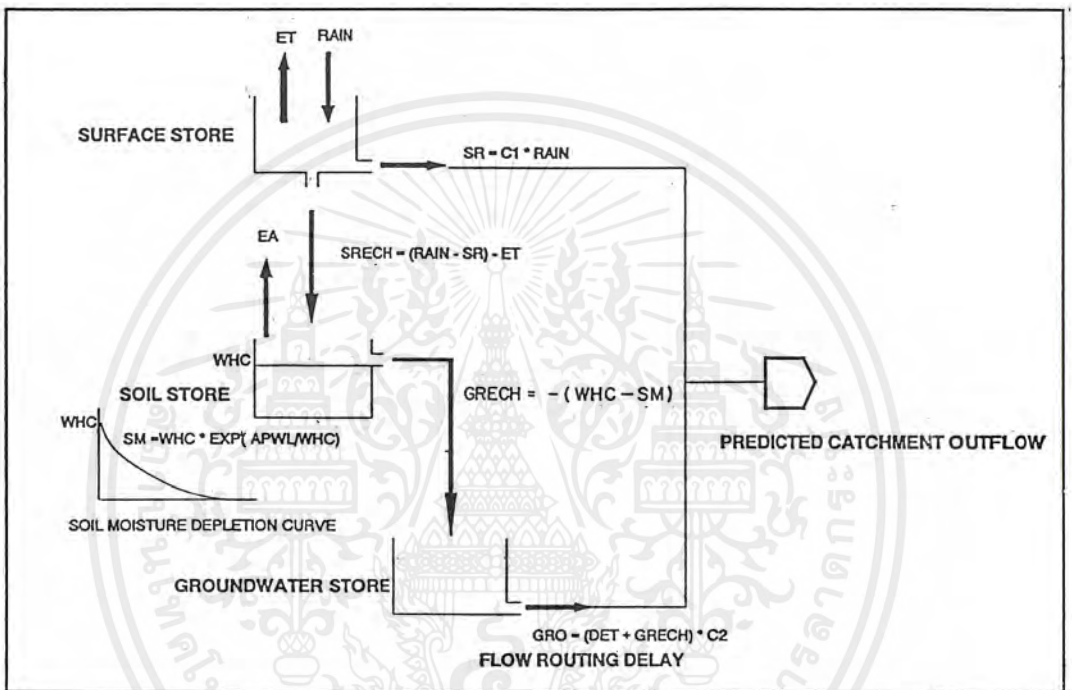 ET RAIN
SURFACE STORE
SR = C1 * RAIN
EA
SRECH = (RAIN - SR) - ET
WHC
SOIL STORE
GRECH = - ( WHC - SM )
WHC
SM =WHC * EXP( APWL/WHC)
PREDICTED CATCHMENT OUTFLOW
SOIL MOISTURE DEPLETION CURVE
GROUNDWATER STORE
GRO = (DET + GRECH) * C2
FLOW ROUTING DELAY